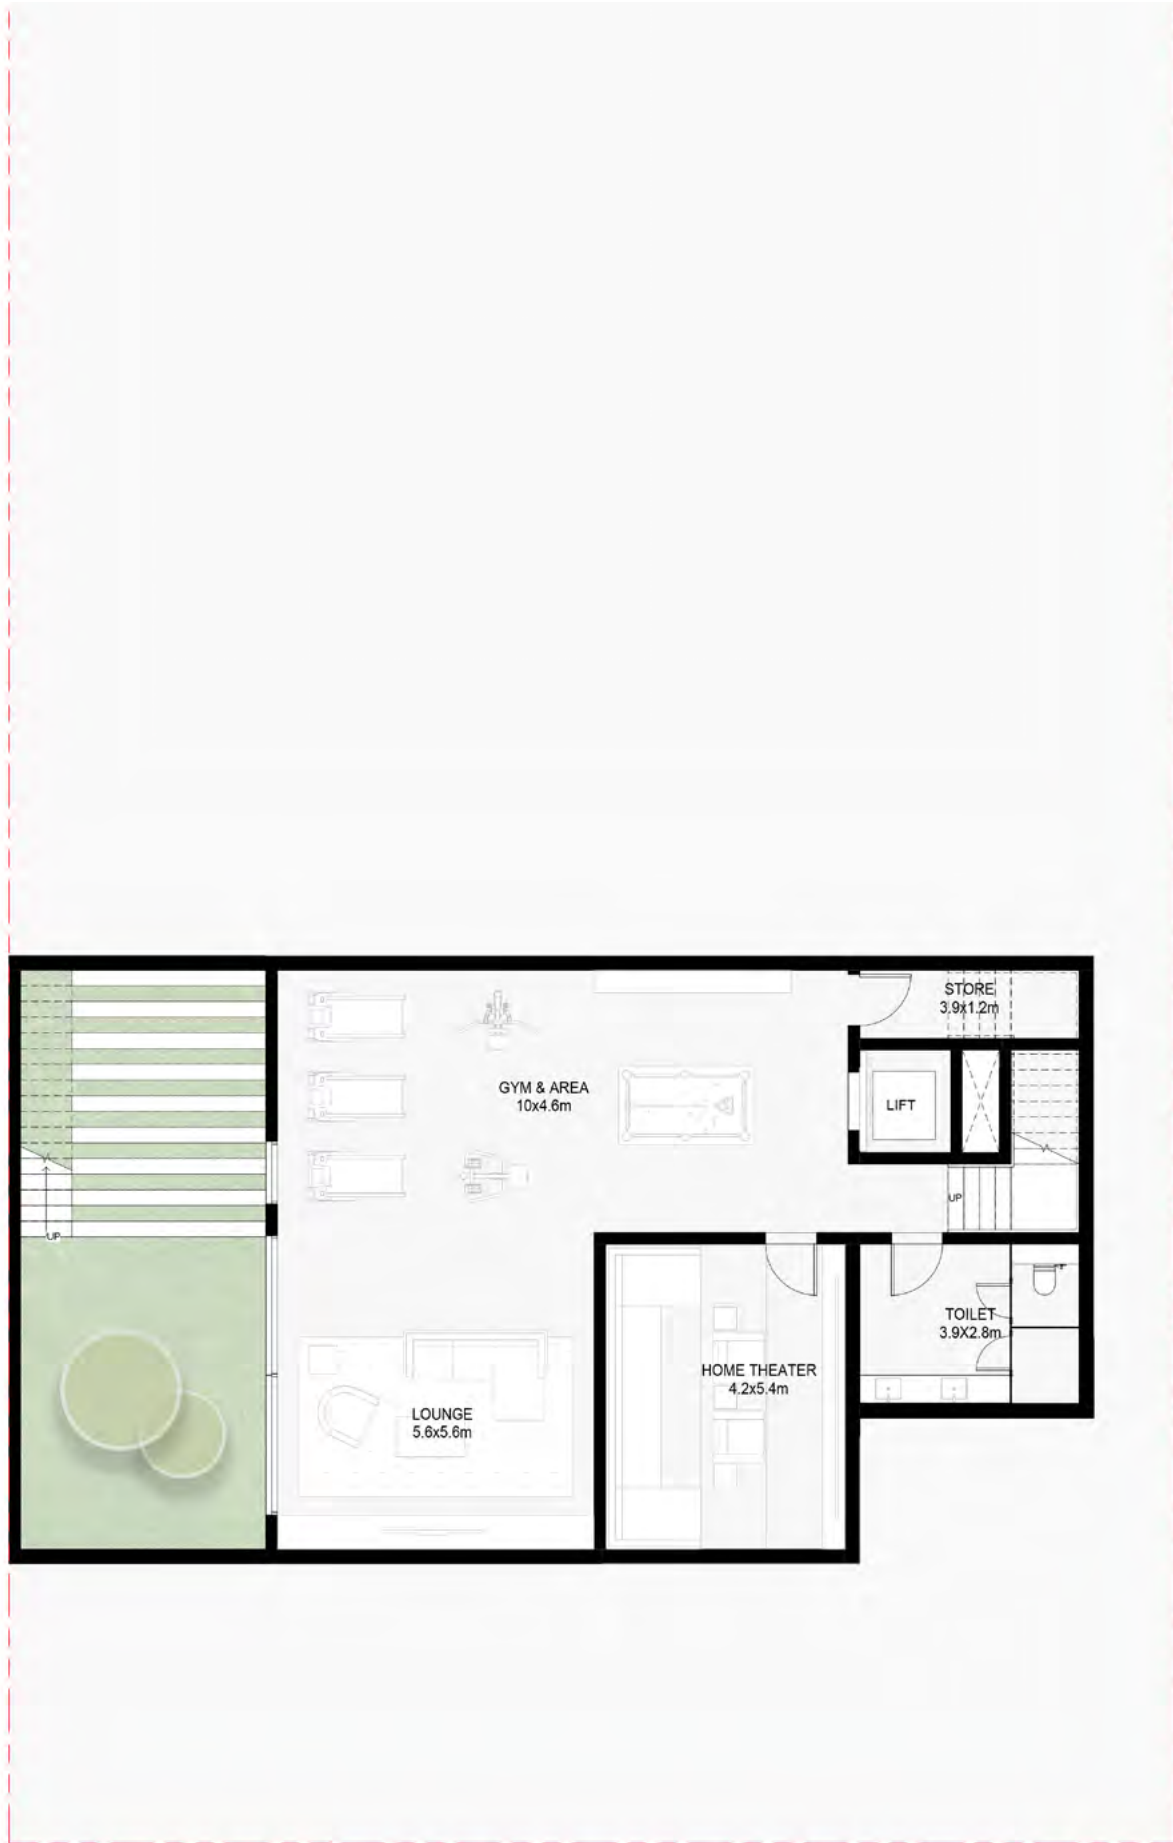 STORE
3.9x1.2m
GYM & AREA
10x4.6m
LIFT
UP
UP
TOILET
3.9X2.8m
HOME THEATER
4.2x5.4m
LOUNGE
5.6x5.6m